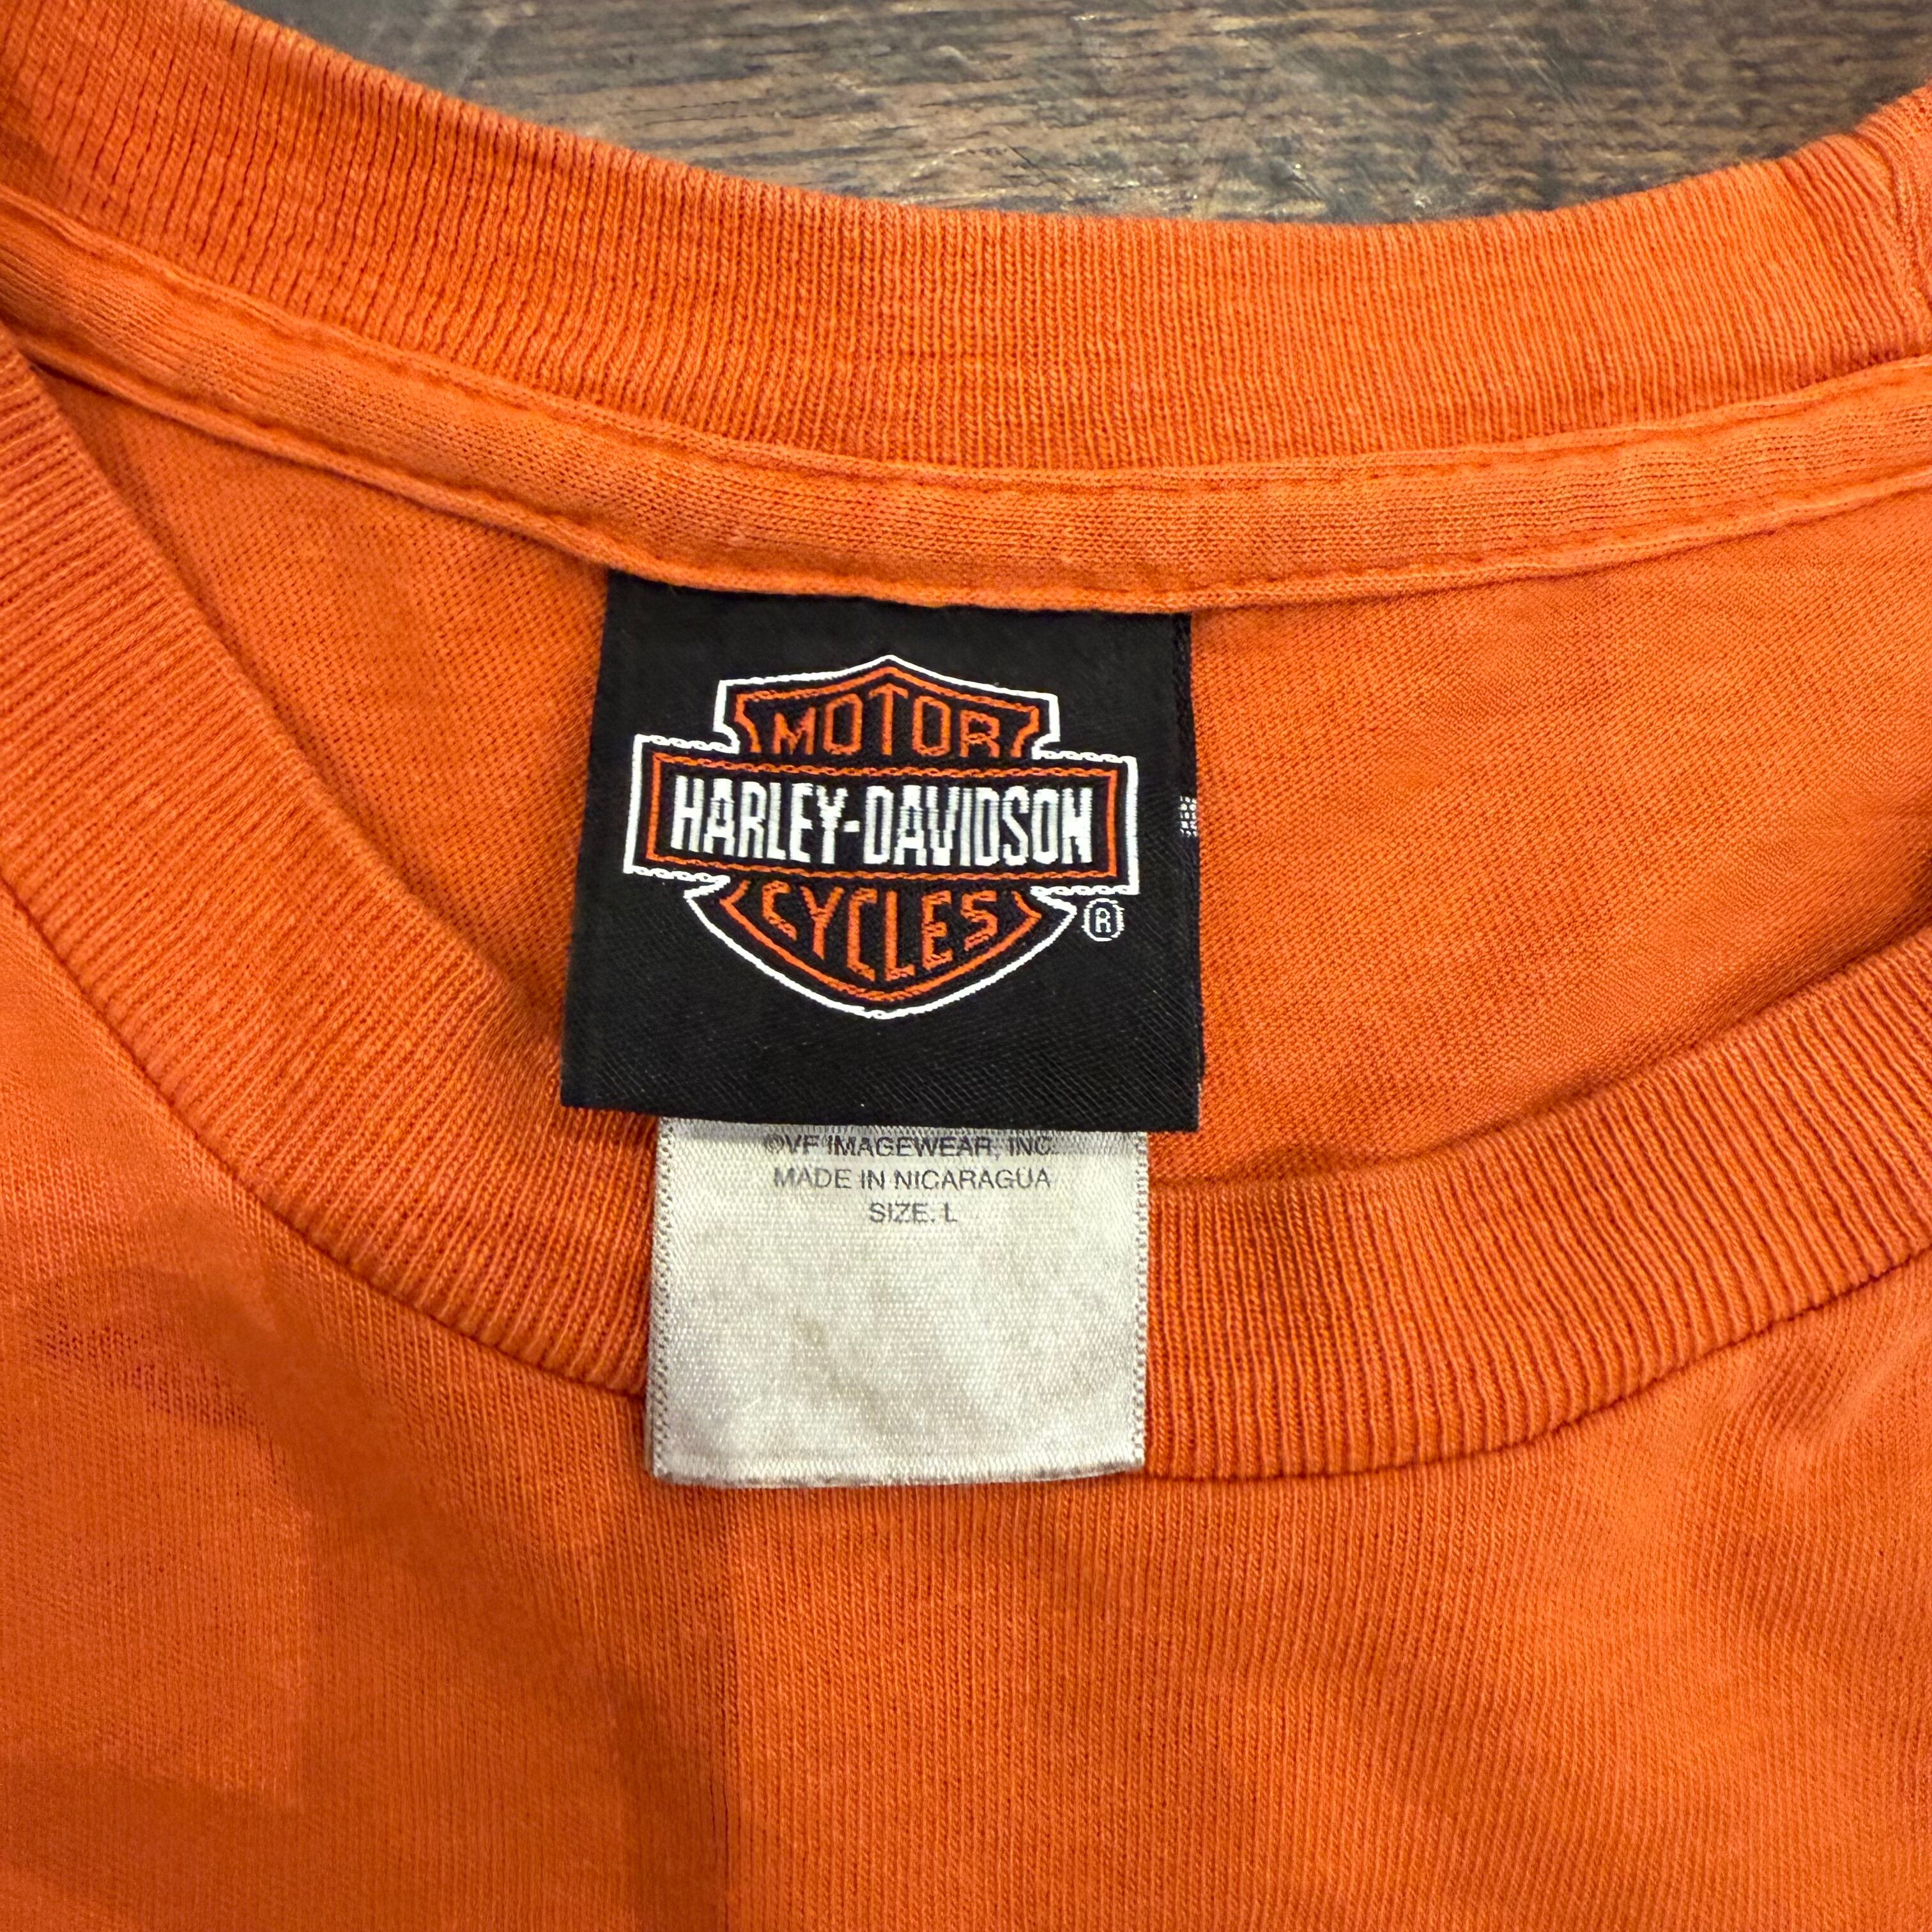 MOTOR
HARLEY-DAVIDSON
CYCLES
®
©VF IMAGEWEAR, INC.
MADE IN NICARAGUA
SIZE. L